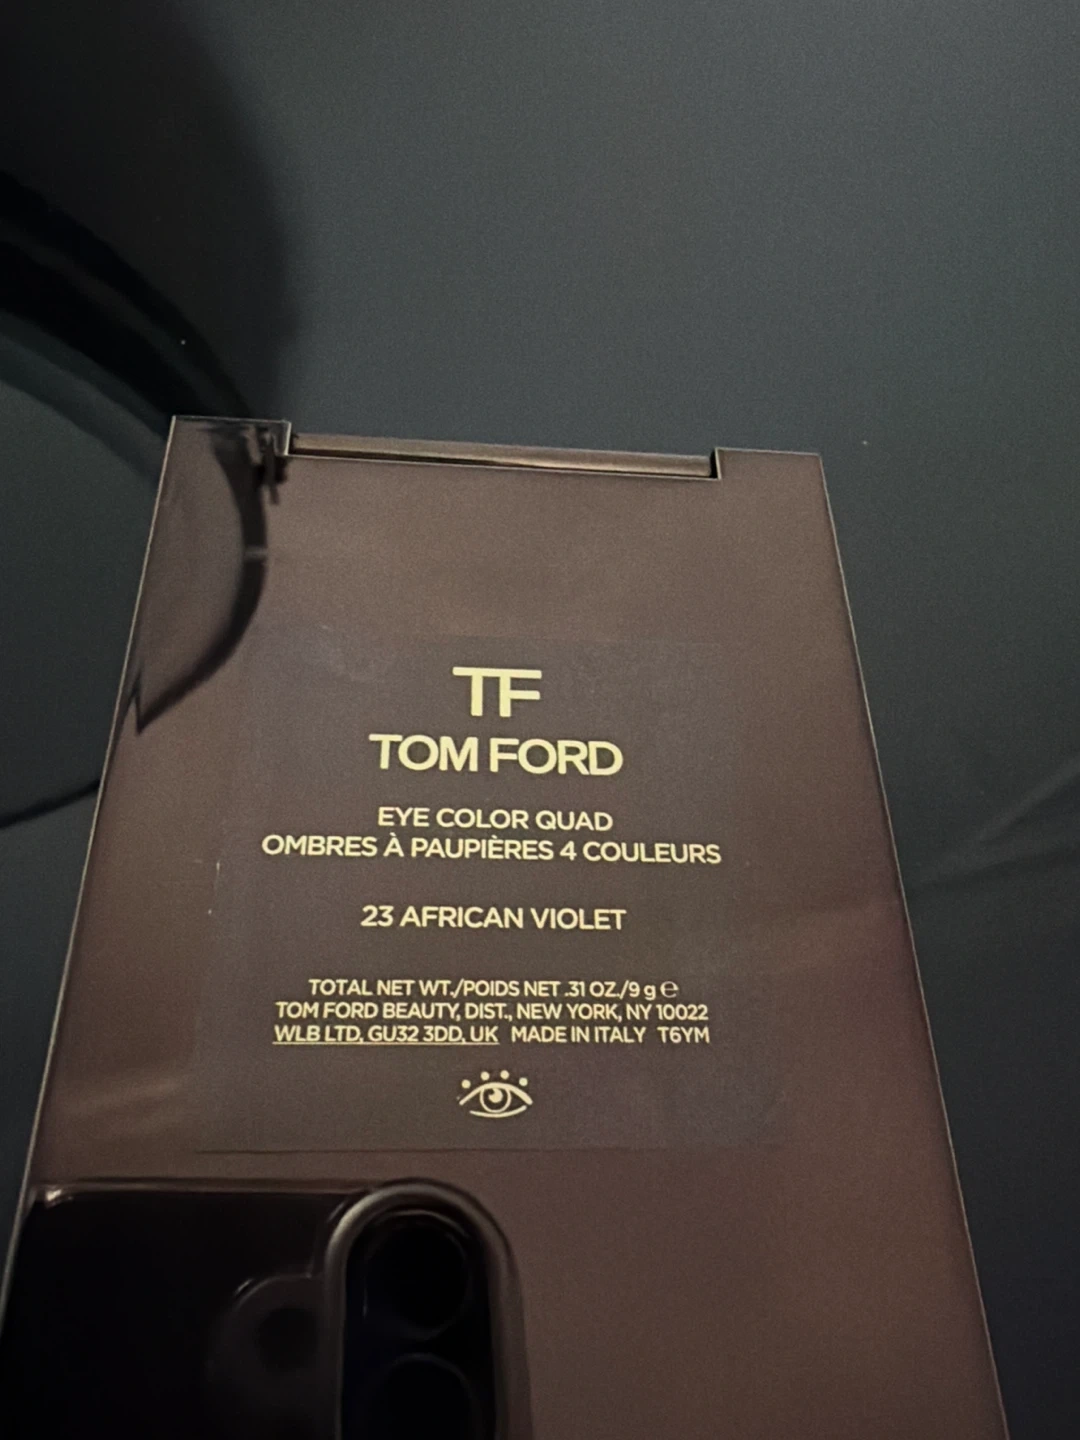 TF
TOM FORD
EYE COLOR QUAD
OMBRES À PAUPIÈRES 4 COULEURS
23 AFRICAN VIOLET
TOTAL NET WT./POIDS NET .31 OZ./9 g ℮
TOM FORD BEAUTY, DIST., NEW YORK, NY 10022
WLB LTD, GU32 3DD, UK MADE IN ITALY T6YM